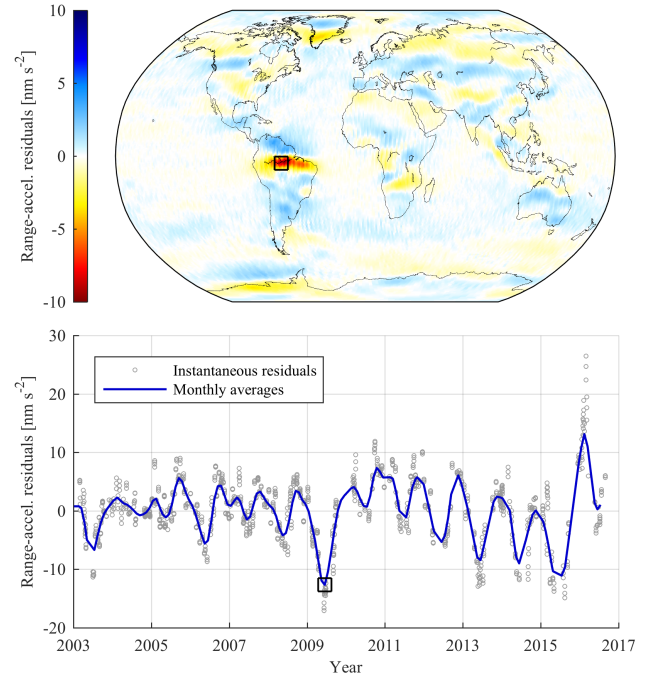 10
5
0
-5
-10
Range-accel. residuals [nm s⁻²]
30
20
10
0
-10
-20
Range-accel. residuals [nm s⁻²]
Instantaneous residuals
Monthly averages
2003 2005 2007 2009 2011 2013 2015 2017
Year